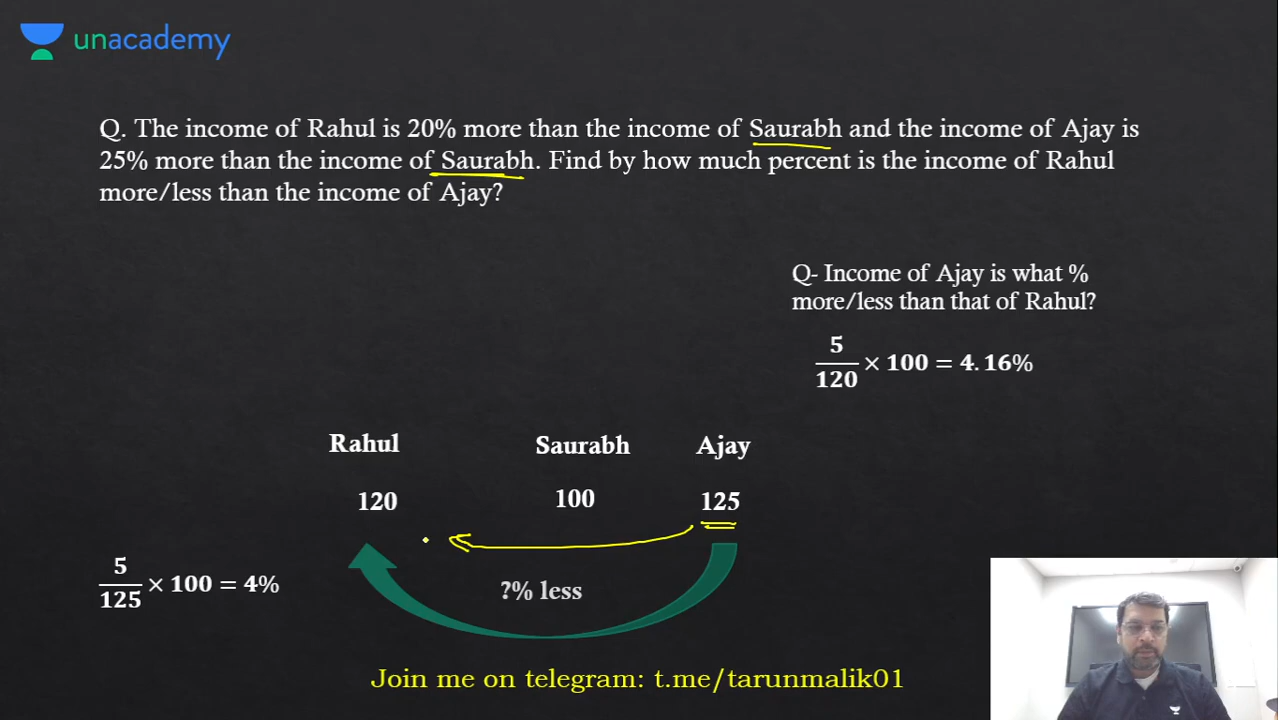 unacademy
Q. The income of Rahul is 20% more than the income of Saurabh and the income of Ajay is
25% more than the income of Saurabh. Find by how much percent is the income of Rahul
more/less than the income of Ajay?
Q- Income of Ajay is what %
more/less than that of Rahul?
5/120 × 100 = 4.16%
Rahul Saurabh Ajay
120 100 125
5/125 × 100 = 4%
?% less
Join me on telegram: t.me/tarunmalik01